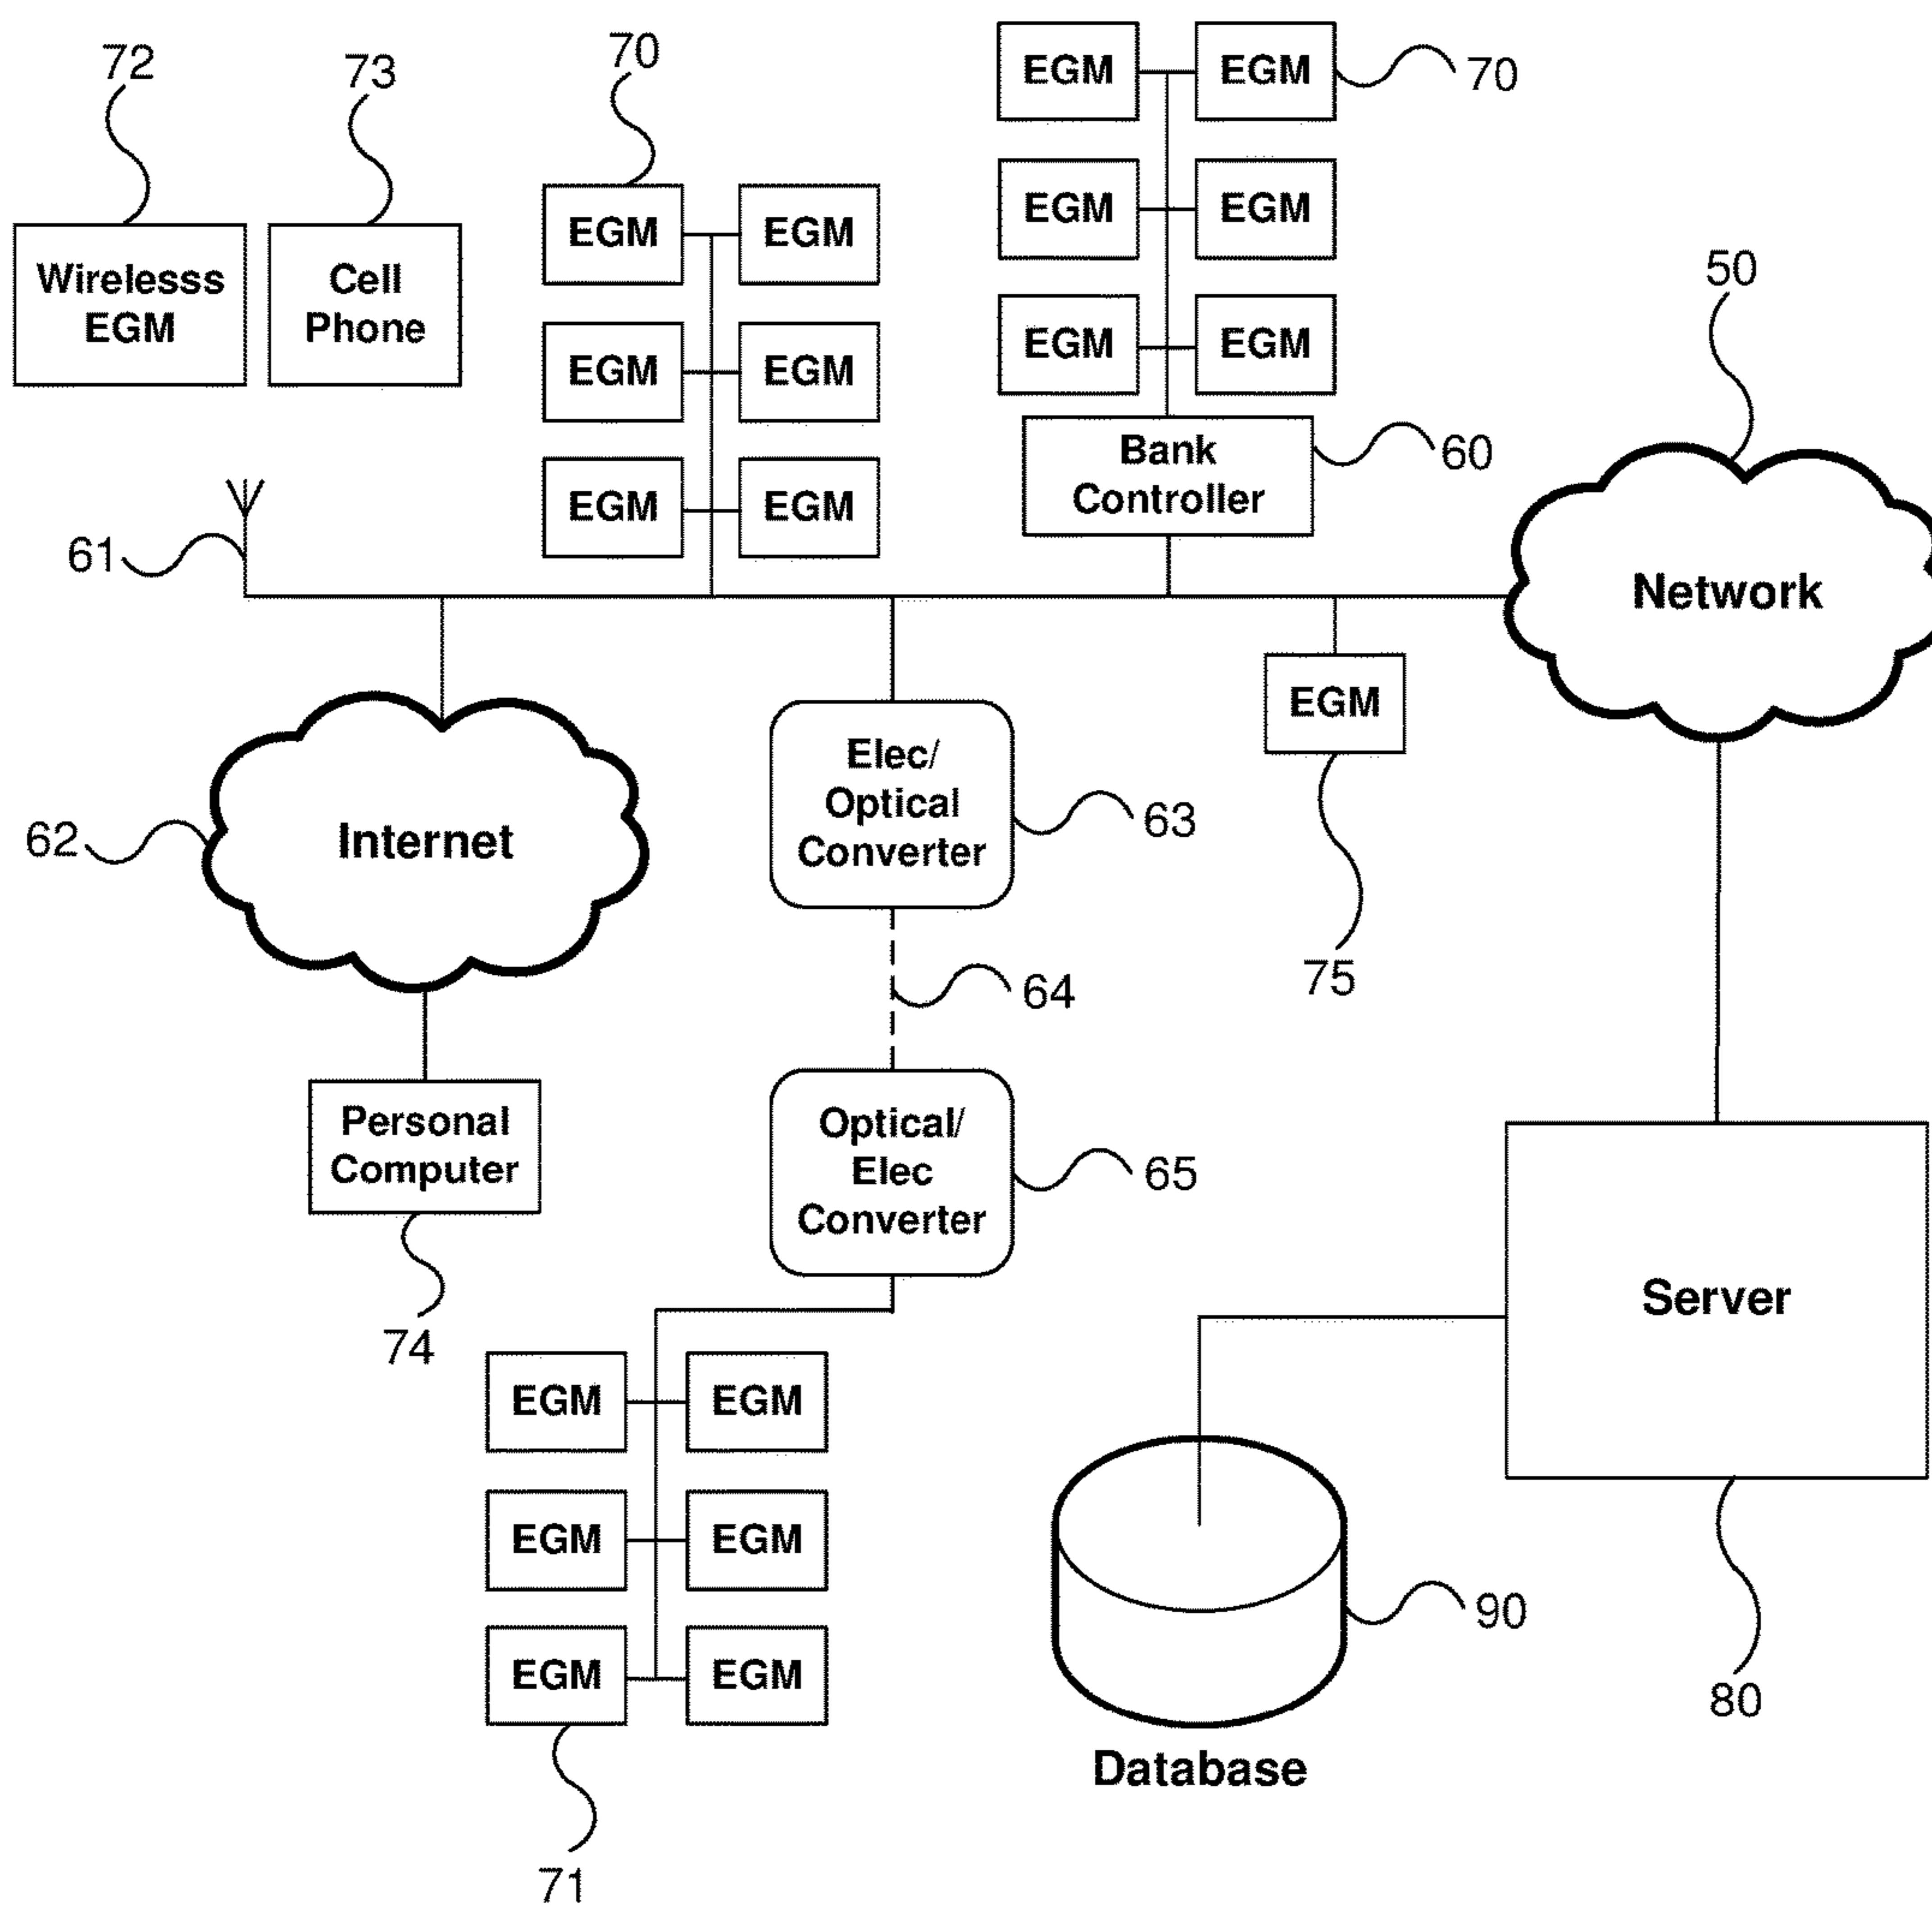 72
73
70
EGM EGM
70
EGM EGM
EGM EGM
EGM EGM
EGM EGM
EGM EGM
Wirelesss
EGM
Cell
Phone
50
Bank
Controller
60
61
Network
EGM
75
Internet
62
Elec/
Optical
Converter
63
64
Personal
Computer
74
Optical/
Elec
Converter
65
Server
80
EGM EGM
EGM EGM
EGM EGM
71
90
Database